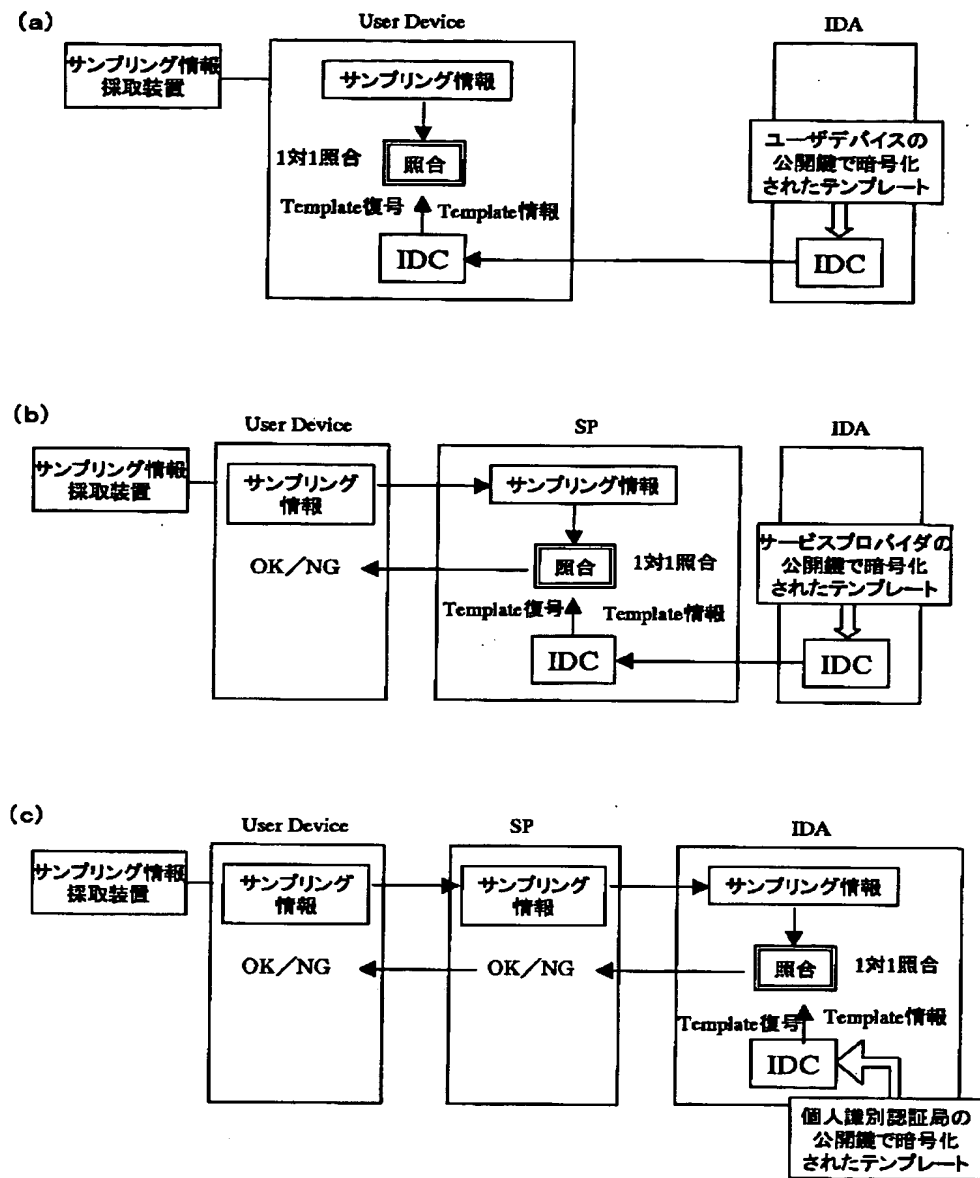 (a)
User Device
IDA
サンプリング情報
採取装置
サンプリング情報
1対1照合
照合
Template復号
Template情報
IDC
ユーザデバイスの
公開鍵で暗号化
されたテンプレート
IDC
(b)
User Device
SP
IDA
サンプリング情報
採取装置
サンプリング
情報
サンプリング情報
OK/NG
照合
1対1照合
Template復号
Template情報
IDC
サービスプロバイダの
公開鍵で暗号化
されたテンプレート
IDC
(c)
User Device
SP
IDA
サンプリング情報
採取装置
サンプリング
情報
サンプリング
情報
サンプリング情報
OK/NG
OK/NG
照合
1対1照合
Template復号
Template情報
IDC
個人識別認証局の
公開鍵で暗号化
されたテンプレート